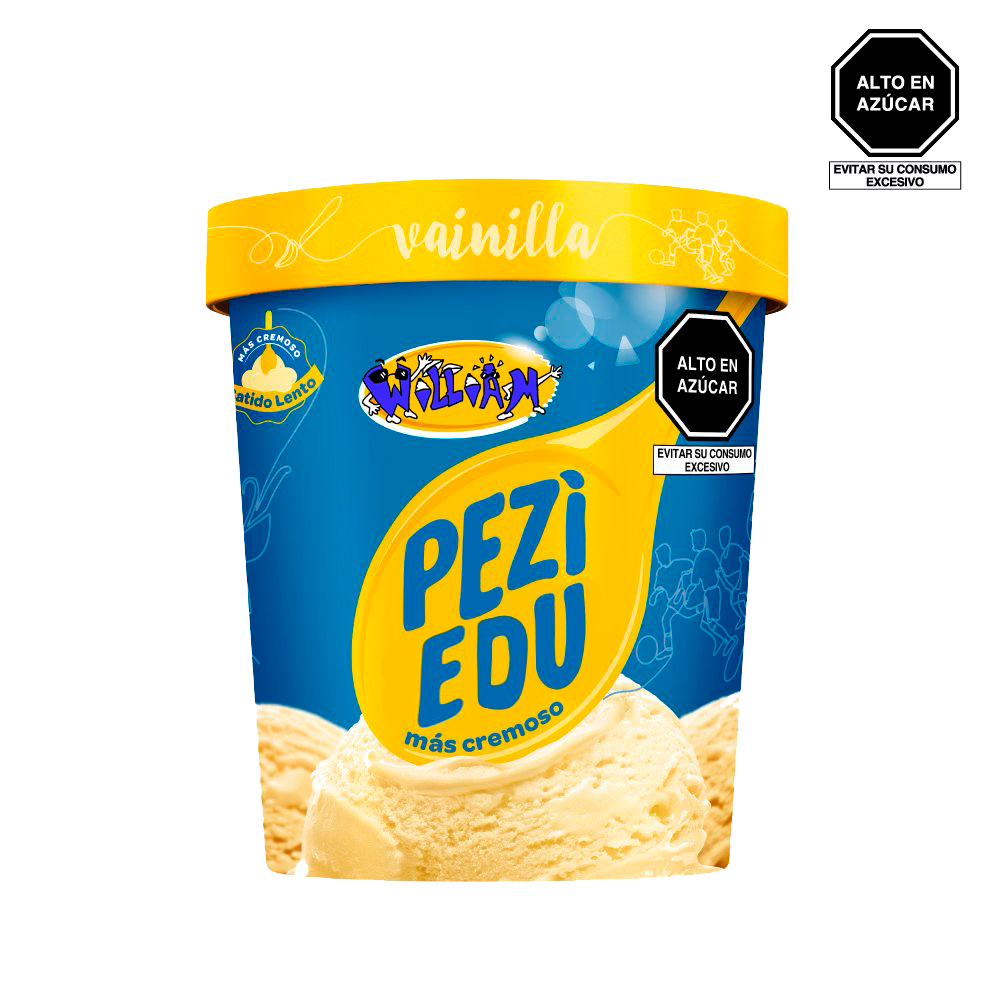 ALTO EN
AZÚCAR
EVITAR SU CONSUMO
EXCESIVO
vainilla
MÁS CREMOSO
atido Lento
WILLIAM
ALTO EN
AZÚCAR
EVITAR SU CONSUMO
EXCESIVO
PEZÌ
EDU
más cremoso